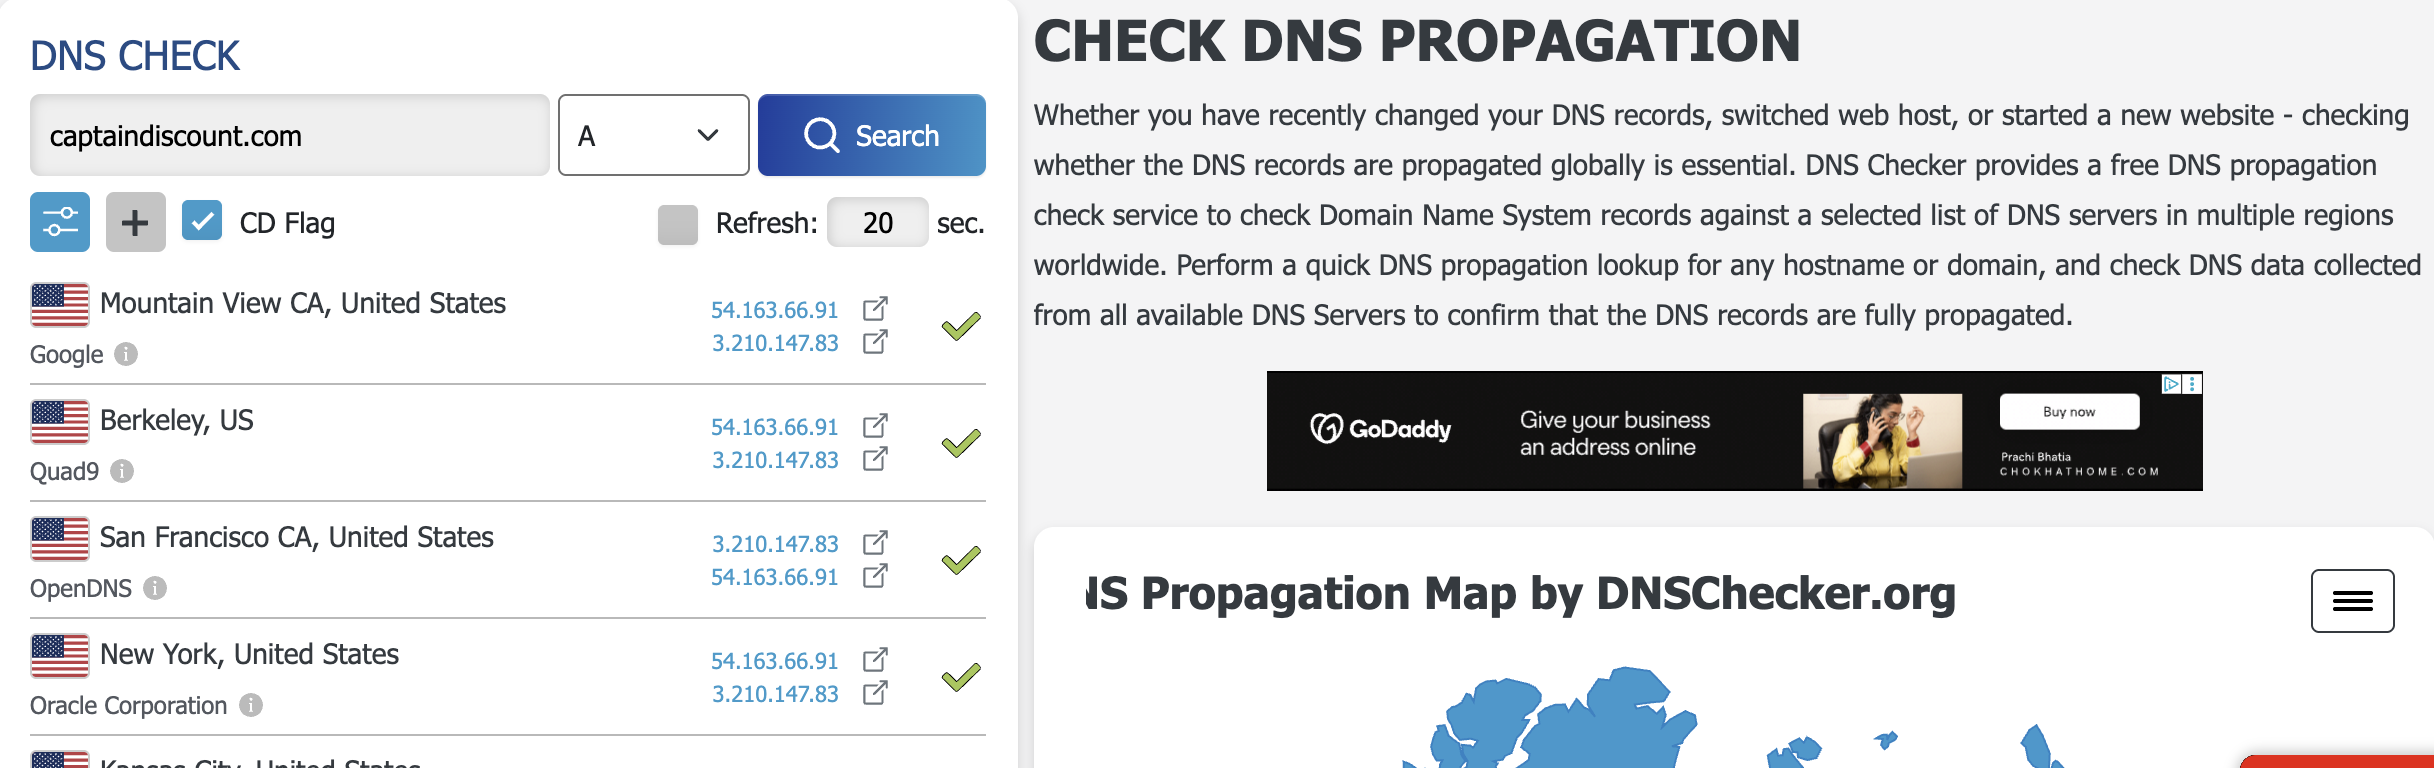 DNS CHECK
captaindiscount.com
A
Search
CD Flag
Refresh: 20 sec.
Mountain View CA, United States
54.163.66.91
3.210.147.83
Google
Berkeley, US
54.163.66.91
3.210.147.83
Quad9
San Francisco CA, United States
3.210.147.83
54.163.66.91
OpenDNS
New York, United States
54.163.66.91
3.210.147.83
Oracle Corporation
Kansas City, United States
CHECK DNS PROPAGATION
Whether you have recently changed your DNS records, switched web host, or started a new website - checking
whether the DNS records are propagated globally is essential. DNS Checker provides a free DNS propagation
check service to check Domain Name System records against a selected list of DNS servers in multiple regions
worldwide. Perform a quick DNS propagation lookup for any hostname or domain, and check DNS data collected
from all available DNS Servers to confirm that the DNS records are fully propagated.
GoDaddy
Give your business
an address online
Buy now
Prachi Bhatia
CHOKHATHOME.COM
NS Propagation Map by DNSChecker.org